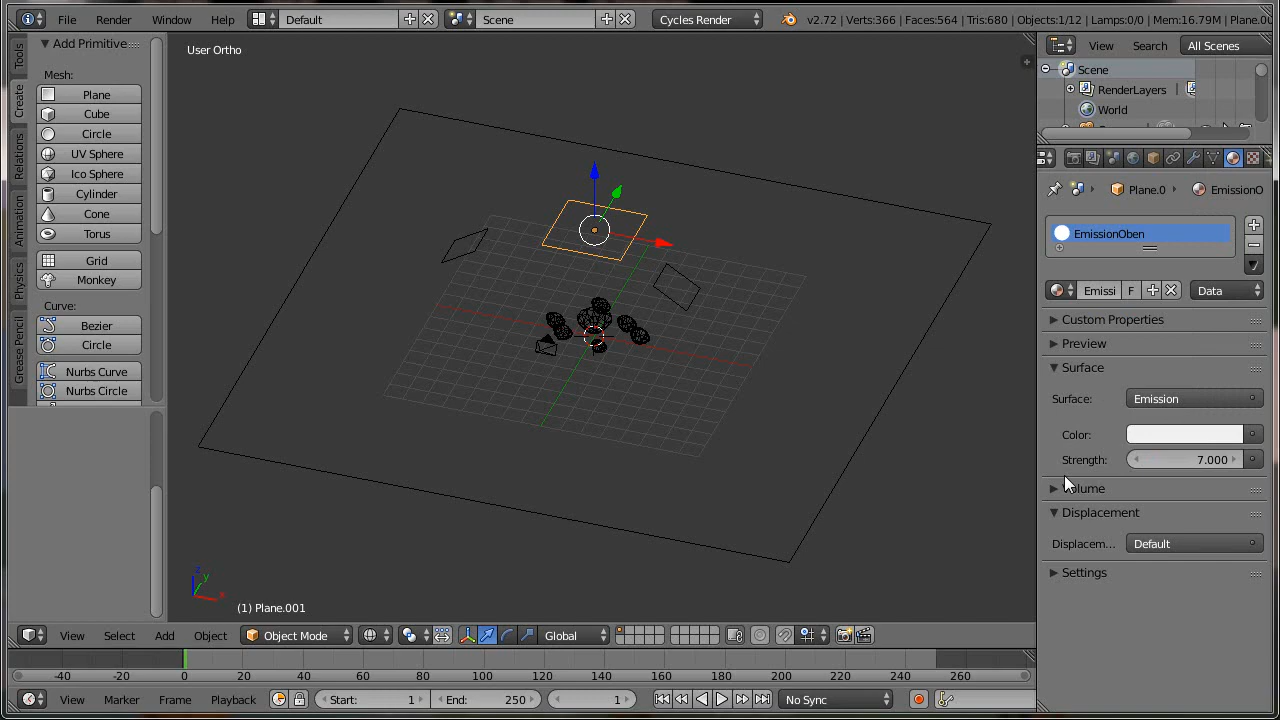 File Render Window Help Default Scene Cycles Render v2.72 | Verts:366 | Faces:564 | Tris:680 | Objects:1/12 | Lamps:0/0 | Mem:16.79M | Plane.0
Tools
Create
Relations
Animation
Physics
Grease Pencil
Add Primitive
Mesh:
Plane
Cube
Circle
UV Sphere
Ico Sphere
Cylinder
Cone
Torus
Grid
Monkey
Curve:
Bezier
Circle
Nurbs Curve
Nurbs Circle
User Ortho
z
y
x
(1) Plane.001
View Search All Scenes
Scene
RenderLayers |
World
Plane.0 EmissionO
EmissionOben
Emissi F Data
Custom Properties
Preview
Surface
Surface: Emission
Color:
Strength: 7.000
Displacement
Displacem... Default
Settings
View Select Add Object Object Mode Global
-40 -20 0 20 40 60 80 100 120 140 160 180 200 220 240 260
View Marker Frame Playback Start: 1 End: 250 1 No Sync